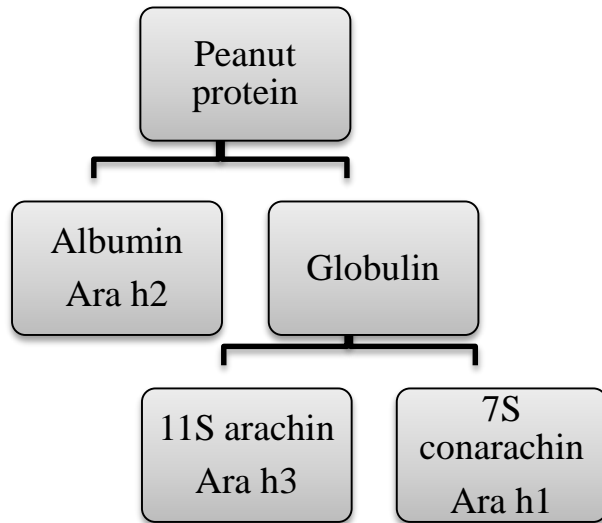 Peanut
protein
Albumin
Ara h2
Globulin
11S arachin
Ara h3
7S
conarachin
Ara h1